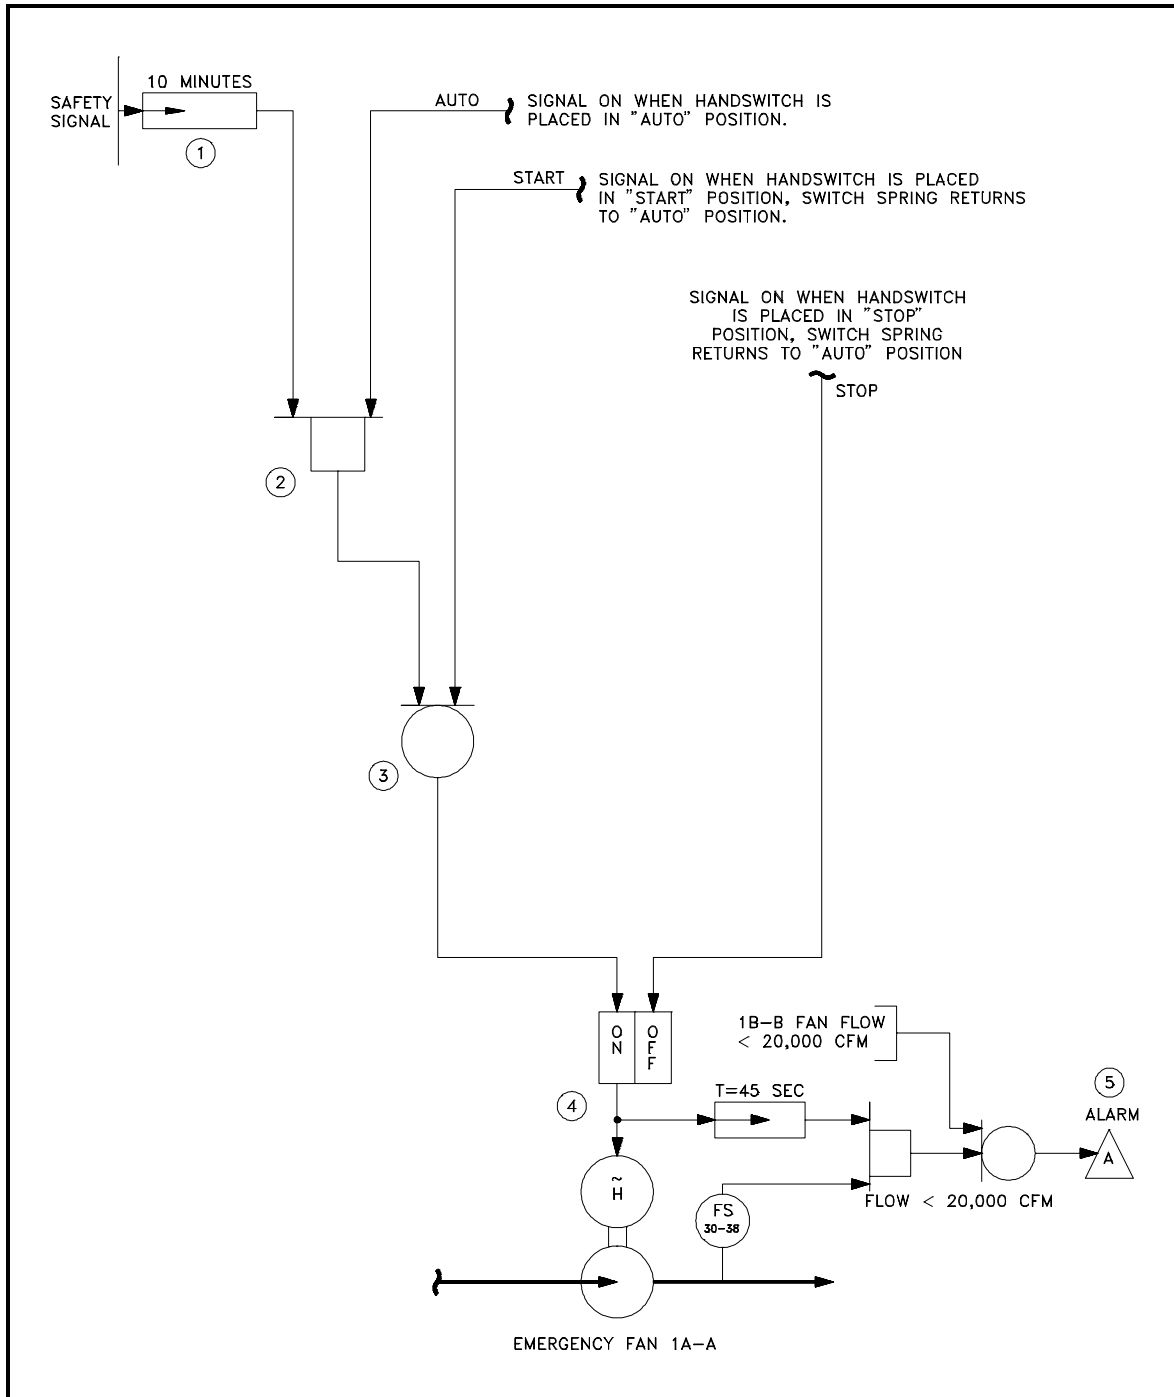 10 MINUTES
SAFETY
SIGNAL
1
AUTO
SIGNAL ON WHEN HANDSWITCH IS
PLACED IN "AUTO" POSITION.
START
SIGNAL ON WHEN HANDSWITCH IS PLACED
IN "START" POSITION, SWITCH SPRING RETURNS
TO "AUTO" POSITION.
SIGNAL ON WHEN HANDSWITCH
IS PLACED IN "STOP"
POSITION, SWITCH SPRING
RETURNS TO "AUTO" POSITION
STOP
2
3
ON
OFF
4
1B-B FAN FLOW
< 20,000 CFM
T=45 SEC
5
ALARM
A
~
H
FS
30-38
FLOW < 20,000 CFM
EMERGENCY FAN 1A-A